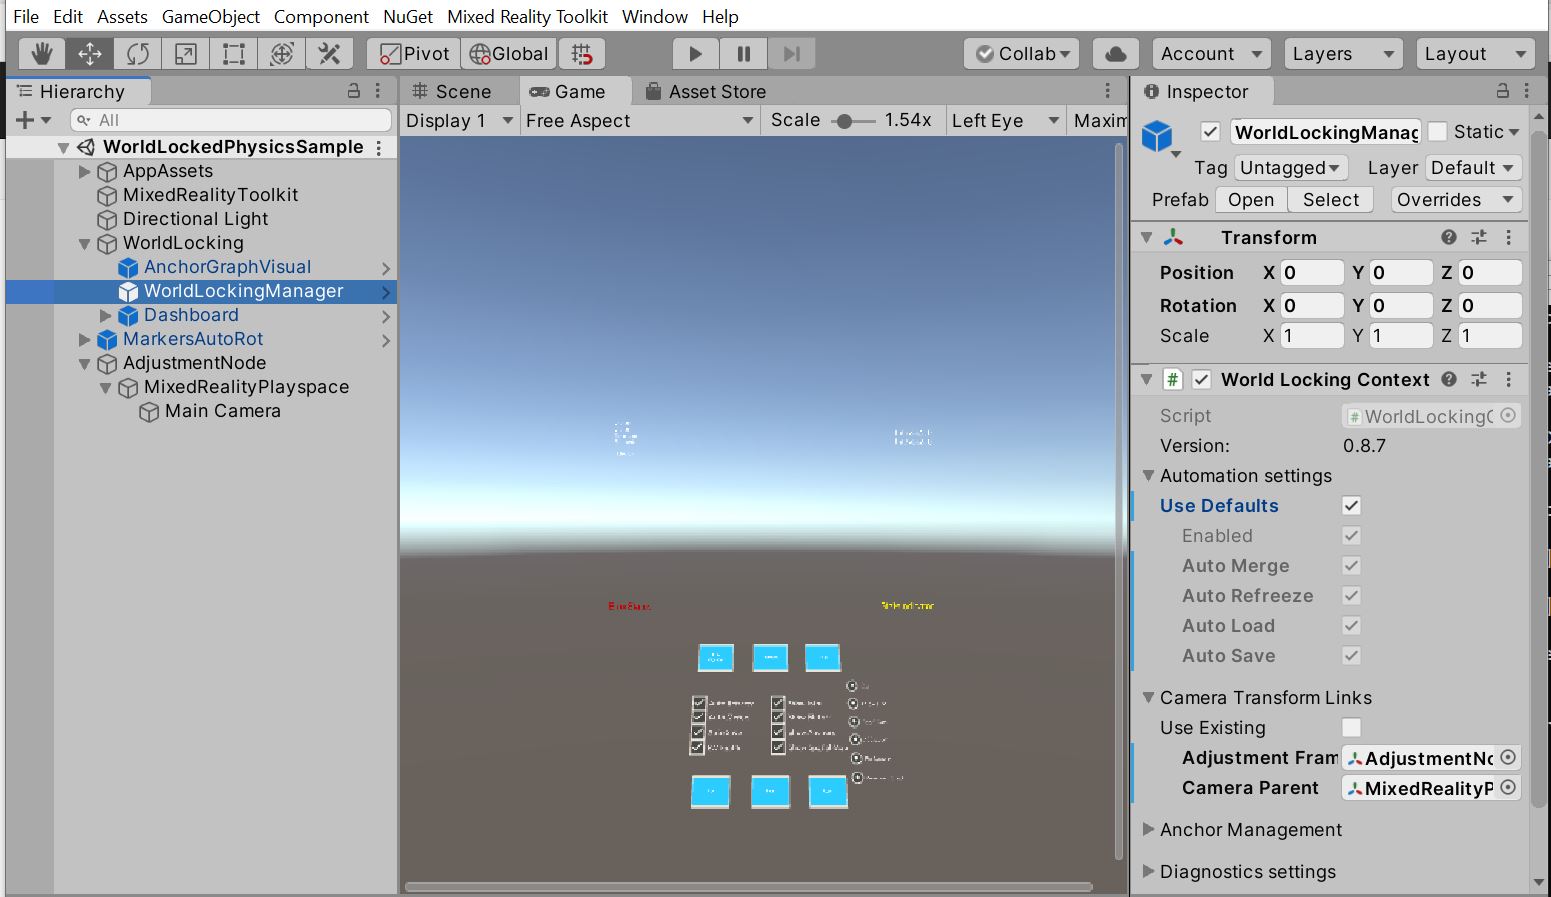 File Edit Assets GameObject Component NuGet Mixed Reality Toolkit Window Help
Pivot Global Collab Account Layers Layout
Hierarchy
All
WorldLockedPhysicsSample
AppAssets
MixedRealityToolkit
Directional Light
WorldLocking
AnchorGraphVisual
WorldLockingManager
Dashboard
MarkersAutoRot
AdjustmentNode
MixedRealityPlayspace
Main Camera
Scene Game Asset Store
Display 1 Free Aspect Scale 1.54x Left Eye Maxim
Inspector
WorldLockingManag Static
Tag Untagged Layer Default
Prefab Open Select Overrides
Transform
Position X 0 Y 0 Z 0
Rotation X 0 Y 0 Z 0
Scale X 1 Y 1 Z 1
# World Locking Context
Script # WorldLockingC
Version: 0.8.7
Automation settings
Use Defaults
Enabled
Auto Merge
Auto Refreeze
Auto Load
Auto Save
Camera Transform Links
Use Existing
Adjustment Fram AdjustmentNo
Camera Parent MixedRealityP
Anchor Management
Diagnostics settings